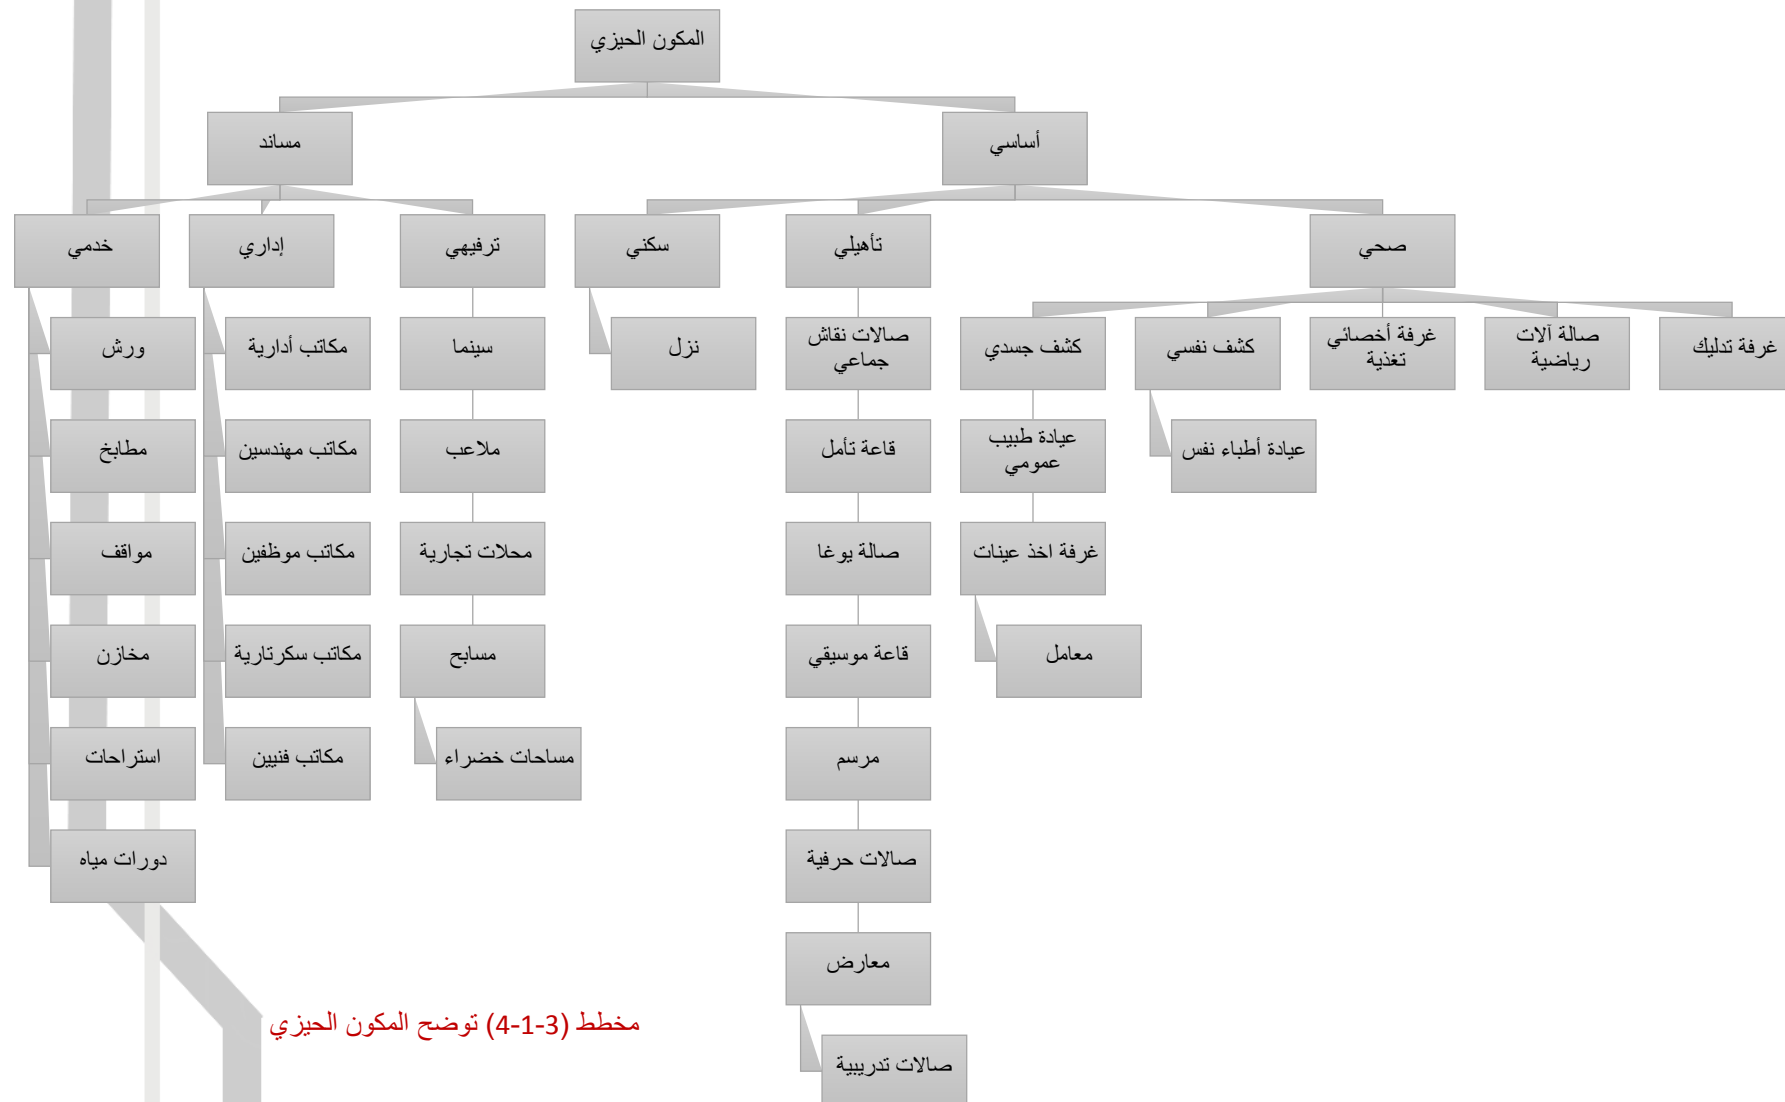 المكون الحيزي
أساسي
مساند
صحي
تأهيلي
سكني
ترفيهي
إداري
خدمي
غرفة تدليك
صالة آلات
رياضية
غرفة أخصائي
تغذية
كشف نفسي
كشف جسدي
صالات نقاش
جماعي
نزل
سينما
مكاتب أدارية
ورش
عيادة أطباء نفس
عيادة طبيب
عمومي
قاعة تأمل
ملاعب
مكاتب مهندسين
مطابخ
غرفة اخذ عينات
صالة يوغا
محلات تجارية
مكاتب موظفين
مواقف
معامل
قاعة موسيقي
مسابح
مكاتب سكرتارية
مخازن
مرسم
مساحات خضراء
مكاتب فنيين
استراحات
صالات حرفية
دورات مياه
معارض
مخطط (3-1-4) توضح المكون الحيزي
صالات تدريبية